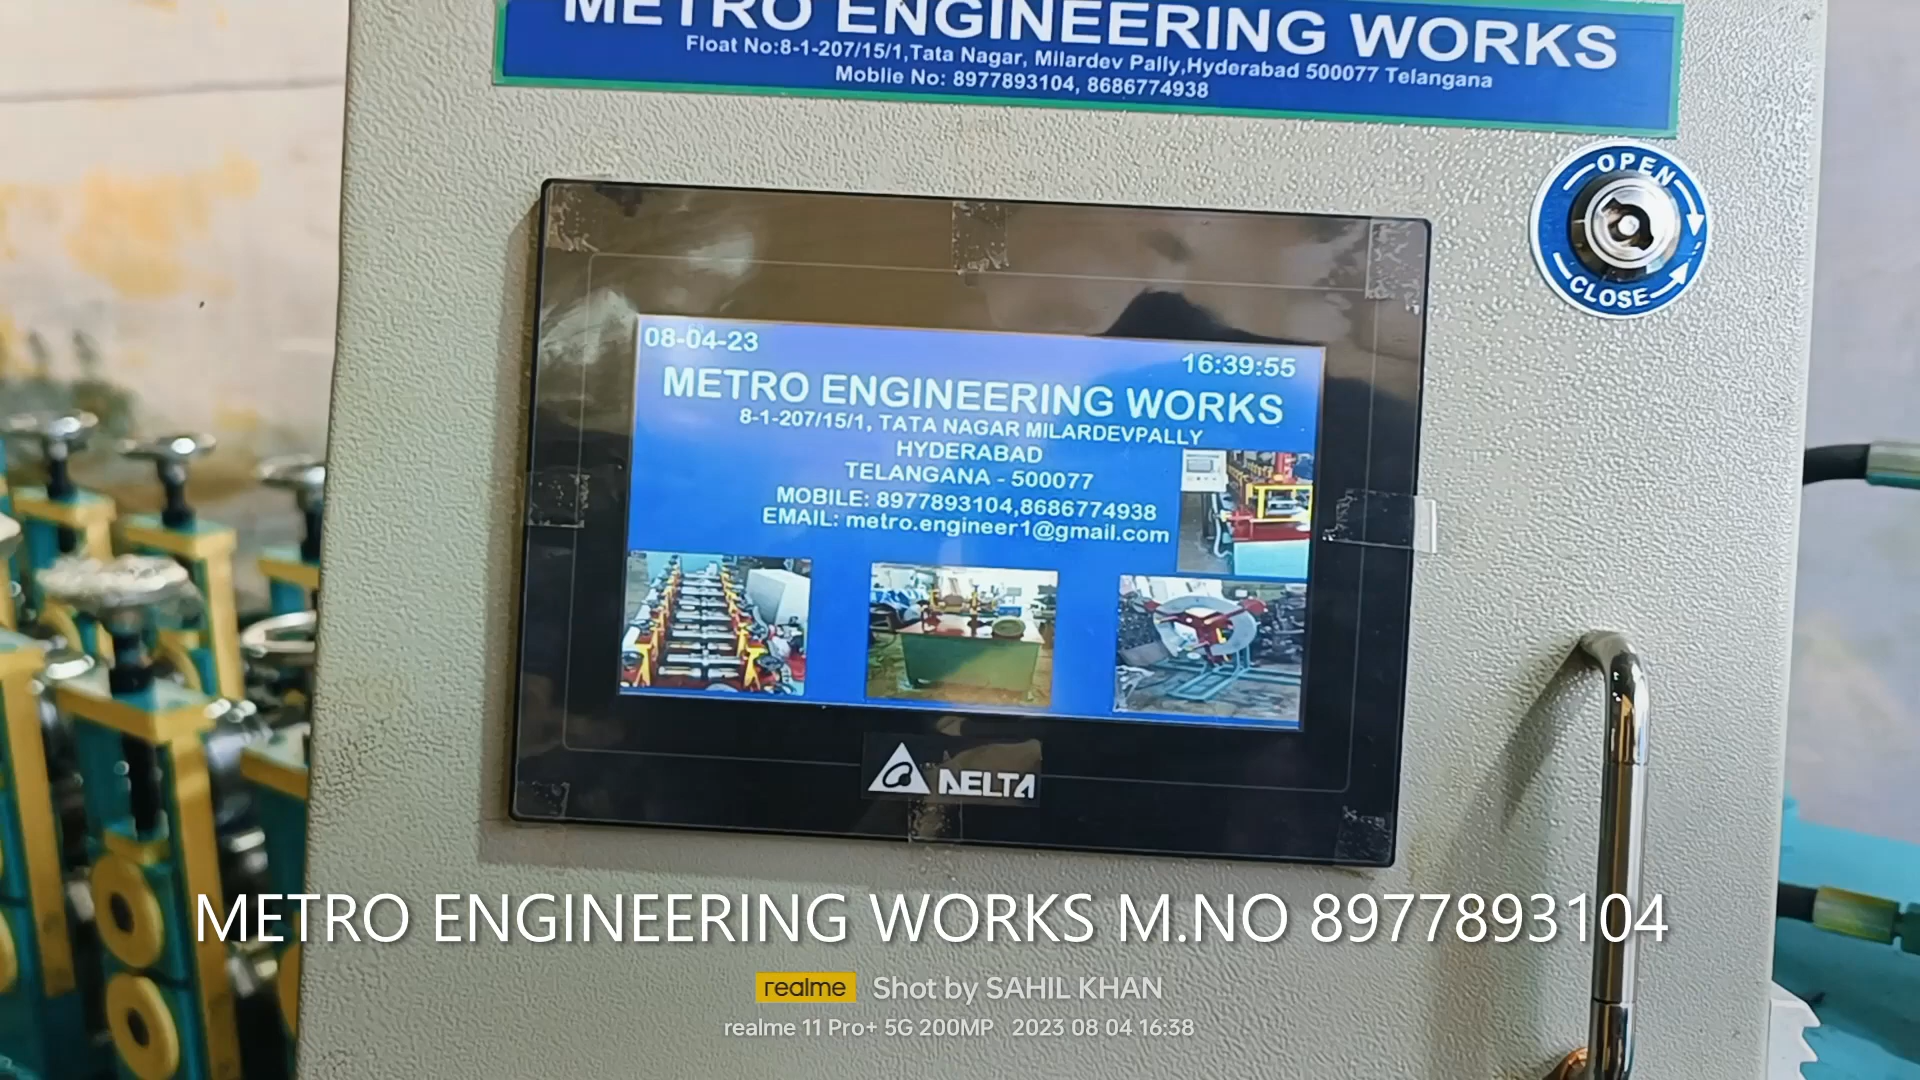 METRO ENGINEERING WORKS
Float No:8-1-207/15/1,Tata Nagar, Milardev Pally,Hyderabad 500077 Telangana
Moblie No: 8977893104, 8686774938
OPEN
CLOSE
08-04-23
16:39:55
METRO ENGINEERING WORKS
8-1-207/15/1, TATA NAGAR MILARDEVPALLY
HYDERABAD
TELANGANA - 500077
MOBILE: 8977893104,8686774938
EMAIL: metro.engineer1@gmail.com
DELTA
METRO ENGINEERING WORKS M.NO 8977893104
realme Shot by SAHIL KHAN
realme 11 Pro+ 5G 200MP 2023 08 04 16:38